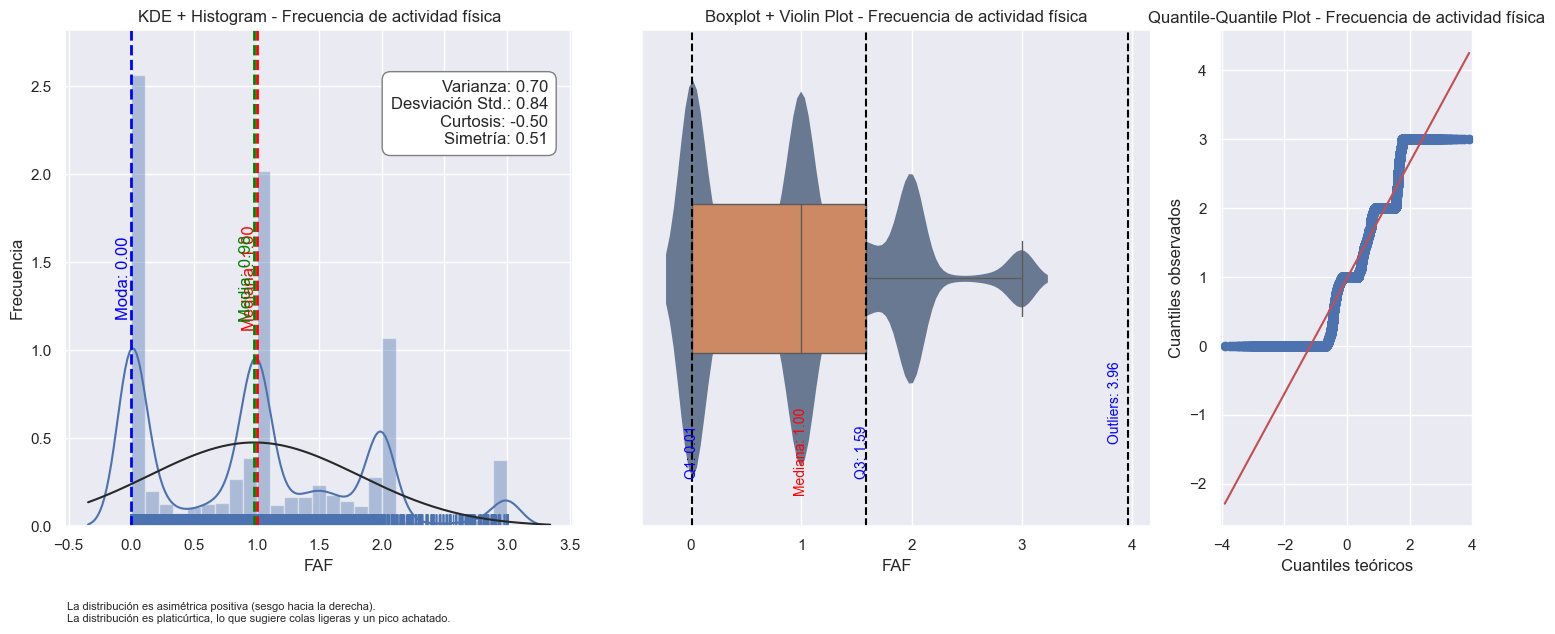 KDE + Histogram - Frecuencia de actividad física
Frecuencia
2.5
2.0
1.5
1.0
0.5
0.0
Varianza: 0.70
Desviación Std.: 0.84
Curtosis: -0.50
Simetría: 0.51
Moda: 0.00
Media: 0.98
Mediana: 1.00
−0.5 0.0 0.5 1.0 1.5 2.0 2.5 3.0 3.5
FAF
La distribución es asimétrica positiva (sesgo hacia la derecha).
La distribución es platicúrtica, lo que sugiere colas ligeras y un pico achatado.
Boxplot + Violin Plot - Frecuencia de actividad física
Q1: 0.01
Mediana: 1.00
Q3: 1.59
Outliers: 3.96
0 1 2 3 4
FAF
Quantile-Quantile Plot - Frecuencia de actividad física
Cuantiles observados
4
3
2
1
0
−1
−2
−4 −2 0 2 4
Cuantiles teóricos